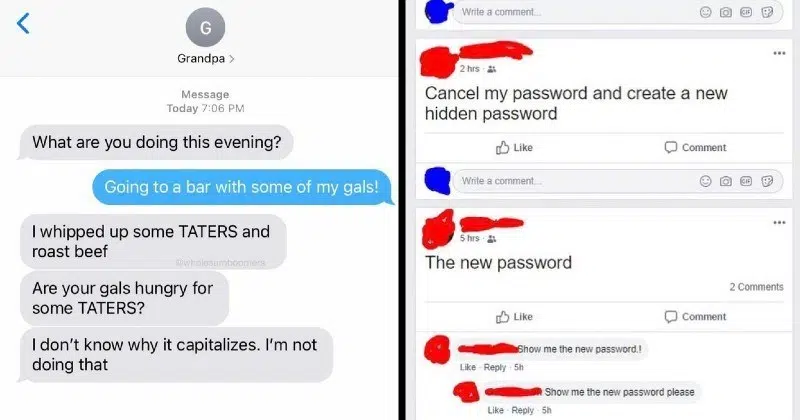 G
Grandpa >
Message
Today 7:06 PM
What are you doing this evening?
Going to a bar with some of my gals!
I whipped up some TATERS and
roast beef
@wholesomboomers
Are your gals hungry for
some TATERS?
I don't know why it capitalizes. I'm not
doing that
Write a comment...
GIF
2 hrs ·
Cancel my password and create a new
hidden password
Like Comment
Write a comment...
GIF
5 hrs ·
The new password
2 Comments
Like Comment
Show me the new password.!
Like · Reply · 5h
Show me the new password please
Like · Reply · 5h